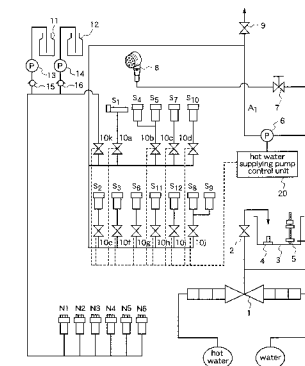 11
12
9
13
14
8
7
15
16
A1
6
S1
S4 S5 S7 S10
hot water
supplying pump
control unit
20
10k 10a 10b 10c 10d
S2 S3 S6 S11 S12 S8 S9
2
4 3 5
10e 10f 10g 10h 10i 10j
1
N1 N2 N3 N4 N5 N6
P
P
P
hot
water
water